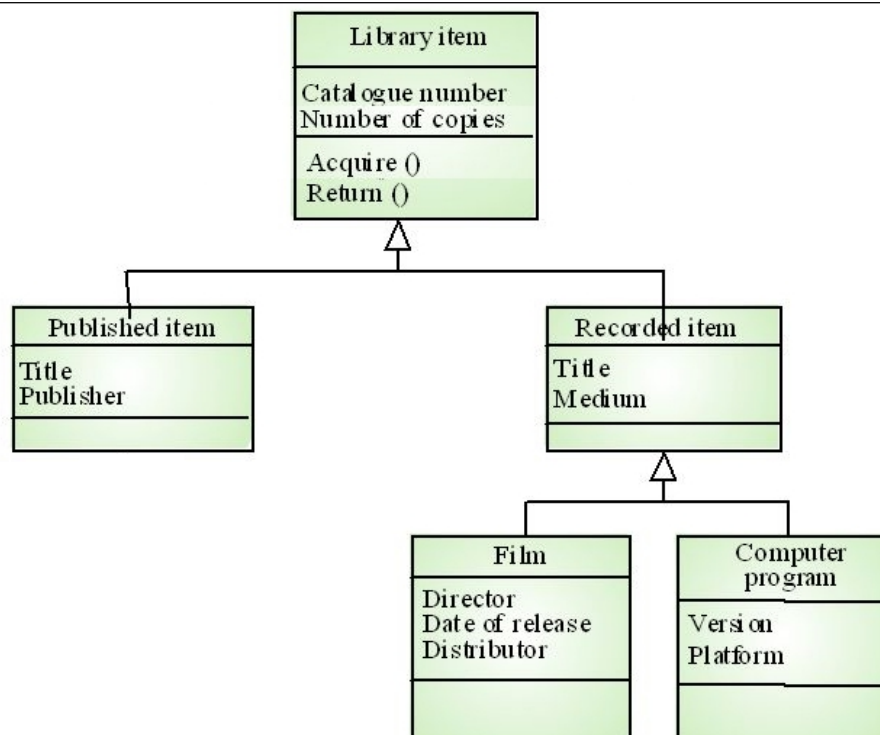 Library item
Catalogue number
Number of copies
Acquire ()
Return ()
Published item
Title
Publisher
Recorded item
Title
Medium
Film
Director
Date of release
Distributor
Computer
program
Version
Platform